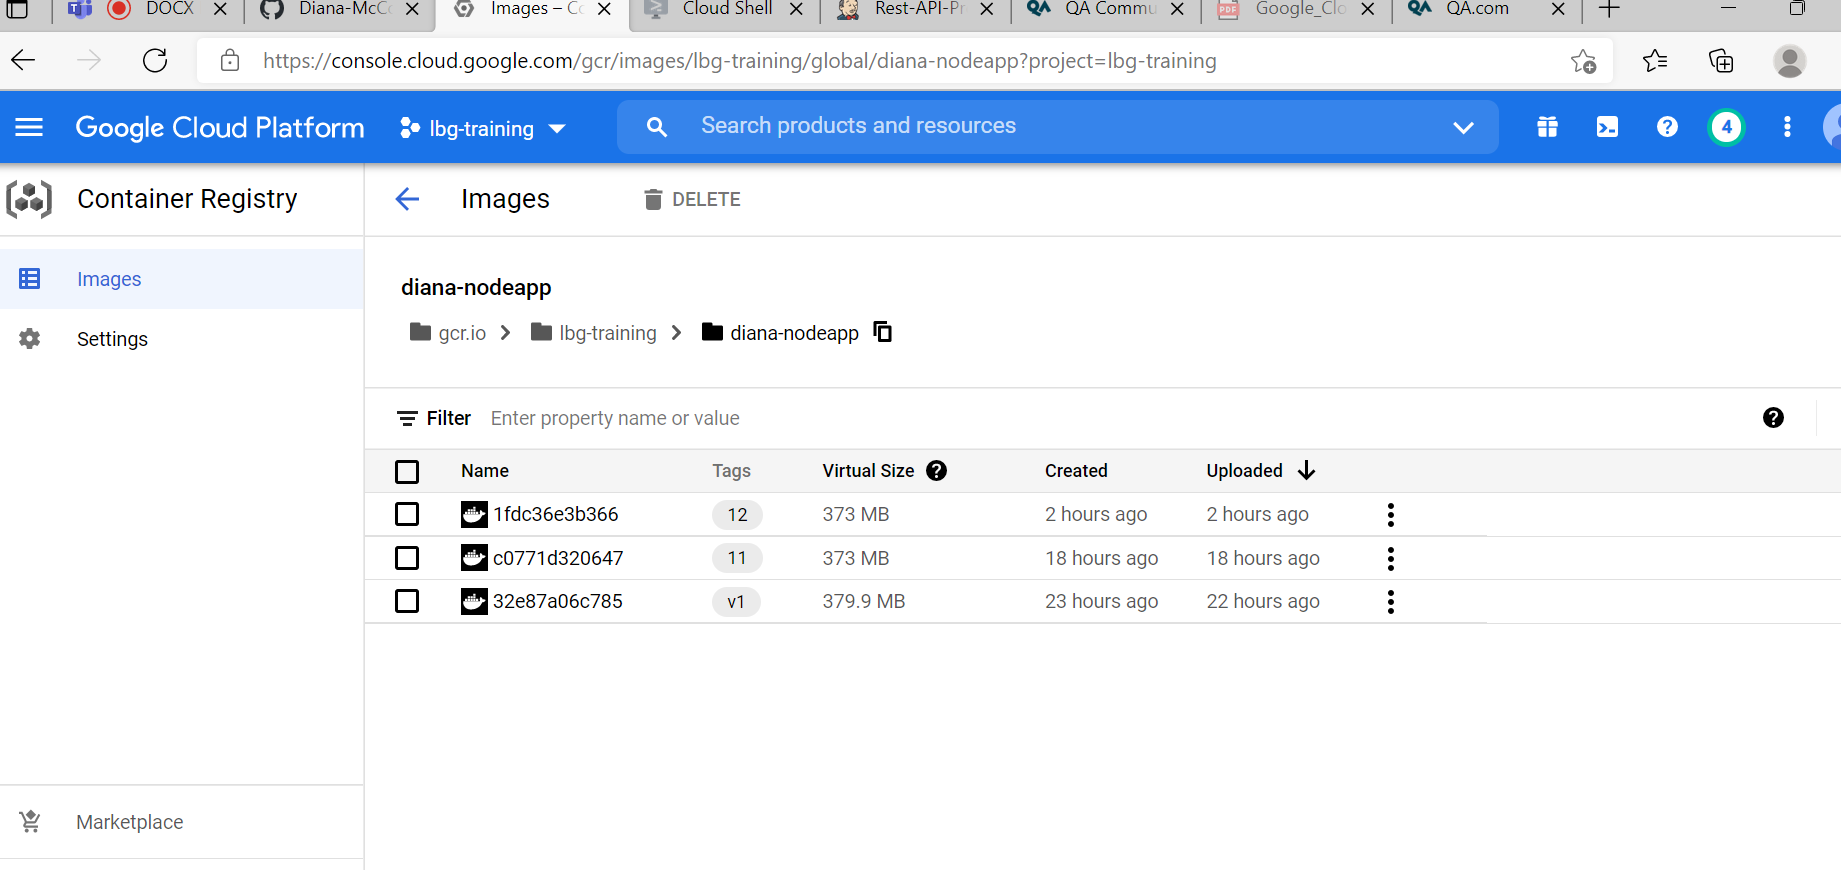 DOCX
Diana-McCo
Images – Co
Cloud Shell
Rest-API-Pr
QA Commu
PDF
Google_Clo
QA.com
https://console.cloud.google.com/gcr/images/lbg-training/global/diana-nodeapp?project=lbg-training
Google Cloud Platform
lbg-training
Search products and resources
4
Container Registry
Images
DELETE
Images
Settings
diana-nodeapp
gcr.io
lbg-training
diana-nodeapp
Filter Enter property name or value
Name Tags Virtual Size Created Uploaded
1fdc36e3b366 12 373 MB 2 hours ago 2 hours ago
c0771d320647 11 373 MB 18 hours ago 18 hours ago
32e87a06c785 v1 379.9 MB 23 hours ago 22 hours ago
Marketplace